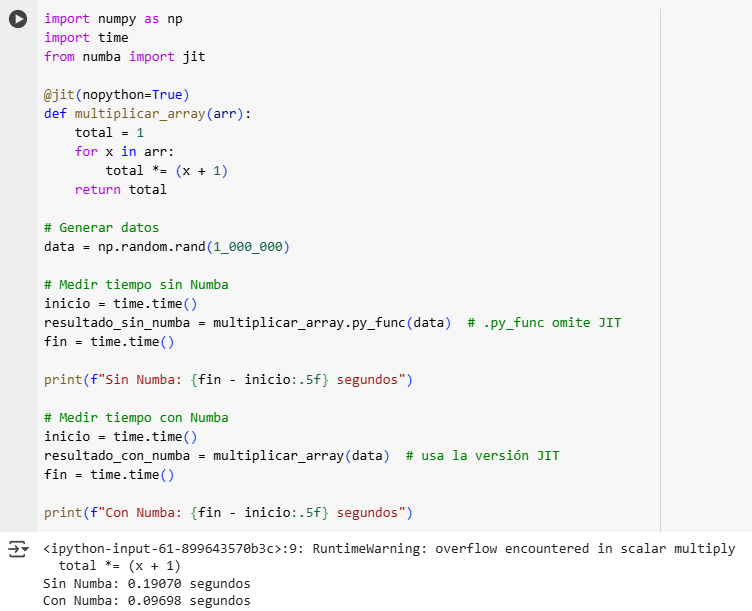 import numpy as np
import time
from numba import jit

@jit(nopython=True)
def multiplicar_array(arr):
    total = 1
    for x in arr:
        total *= (x + 1)
    return total

# Generar datos
data = np.random.rand(1_000_000)

# Medir tiempo sin Numba
inicio = time.time()
resultado_sin_numba = multiplicar_array.py_func(data)  # .py_func omite JIT
fin = time.time()

print(f"Sin Numba: {fin - inicio:.5f} segundos")

# Medir tiempo con Numba
inicio = time.time()
resultado_con_numba = multiplicar_array(data)  # usa la versión JIT
fin = time.time()

print(f"Con Numba: {fin - inicio:.5f} segundos")

<ipython-input-61-899643570b3c>:9: RuntimeWarning: overflow encountered in scalar multiply
  total *= (x + 1)
Sin Numba: 0.19070 segundos
Con Numba: 0.09698 segundos